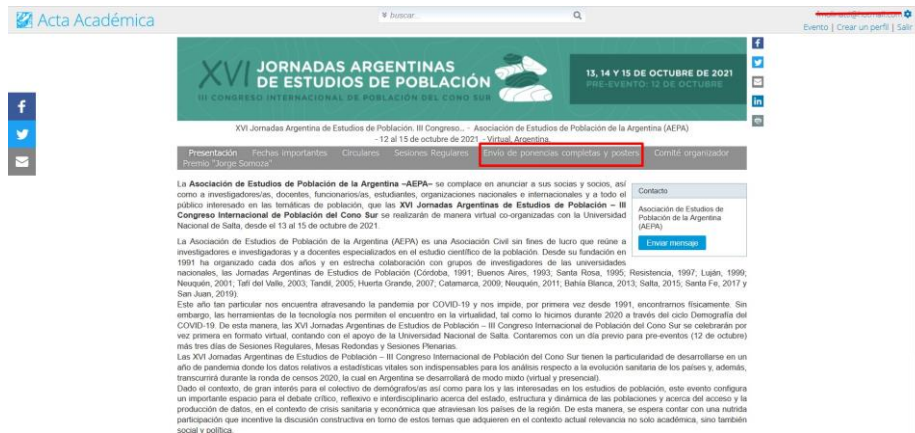 Acta Académica
buscar...
Evento | Crear un perfil | Salir
XVI JORNADAS ARGENTINAS
DE ESTUDIOS DE POBLACIÓN
III CONGRESO INTERNACIONAL DE POBLACIÓN DEL CONO SUR
13, 14 Y 15 DE OCTUBRE DE 2021
PRE-EVENTO: 12 DE OCTUBRE
XVI Jornadas Argentina de Estudios de Población. III Congreso... - Asociación de Estudios de Población de la Argentina (AEPA)
- 12 al 15 de octubre de 2021 - Virtual, Argentina.
Presentación Fechas importantes Circulares Sesiones Regulares Envío de ponencias completas y posters Comité organizador
Premio "Jorge Somoza"
La Asociación de Estudios de Población de la Argentina –AEPA– se complace en anunciar a sus socias y socios, así
como a investigadores/as, docentes, funcionarios/as, estudiantes, organizaciones nacionales e internacionales y a todo el
público interesado en las temáticas de población, que las XVI Jornadas Argentinas de Estudios de Población – III
Congreso Internacional de Población del Cono Sur se realizarán de manera virtual co-organizadas con la Universidad
Nacional de Salta, desde el 13 al 15 de octubre de 2021.
Contacto
Asociación de Estudios de
Población de la Argentina
(AEPA)
Enviar mensaje
La Asociación de Estudios de Población de la Argentina (AEPA) es una Asociación Civil sin fines de lucro que reúne a
investigadores e investigadoras y a docentes especializados en el estudio científico de la población. Desde su fundación en
1991 ha organizado cada dos años y en estrecha colaboración con grupos de investigadores de las universidades
nacionales, las Jornadas Argentinas de Estudios de Población (Córdoba, 1991; Buenos Aires, 1993; Santa Rosa, 1995; Resistencia, 1997; Luján, 1999;
Neuquén, 2001; Tafí del Valle, 2003; Tandil, 2005; Huerta Grande, 2007; Catamarca, 2009; Neuquén, 2011; Bahía Blanca, 2013; Salta, 2015; Santa Fe, 2017 y
San Juan, 2019).
Este año tan particular nos encuentra atravesando la pandemia por COVID-19 y nos impide, por primera vez desde 1991, encontrarnos físicamente. Sin
embargo, las herramientas de la tecnología nos permiten el encuentro en la virtualidad, tal como lo hicimos durante 2020 a través del ciclo Demografía del
COVID-19. De esta manera, las XVI Jornadas Argentinas de Estudios de Población – III Congreso Internacional de Población del Cono Sur se celebrarán por
vez primera en formato virtual, contando con el apoyo de la Universidad Nacional de Salta. Contaremos con un día previo para pre-eventos (12 de octubre)
más tres días de Sesiones Regulares, Mesas Redondas y Sesiones Plenarias.
Las XVI Jornadas Argentinas de Estudios de Población – III Congreso Internacional de Población del Cono Sur tienen la particularidad de desarrollarse en un
año de pandemia donde los datos relativos a estadísticas vitales son indispensables para los análisis respecto a la evolución sanitaria de los países y, además,
transcurrirá durante la ronda de censos 2020, la cual en Argentina se desarrollará de modo mixto (virtual y presencial).
Dado el contexto, de gran interés para el colectivo de demógrafos/as así como para los y las interesadas en los estudios de población, este evento configura
un importante espacio para el debate crítico, reflexivo e interdisciplinario acerca del estado, estructura y dinámica de las poblaciones y acerca del acceso y la
producción de datos, en el contexto de crisis sanitaria y económica que atraviesan los países de la región. De esta manera, se espera contar con una nutrida
participación que incentive la discusión constructiva en torno de estos temas que adquieren en el contexto actual relevancia no solo académica, sino también
social y política.